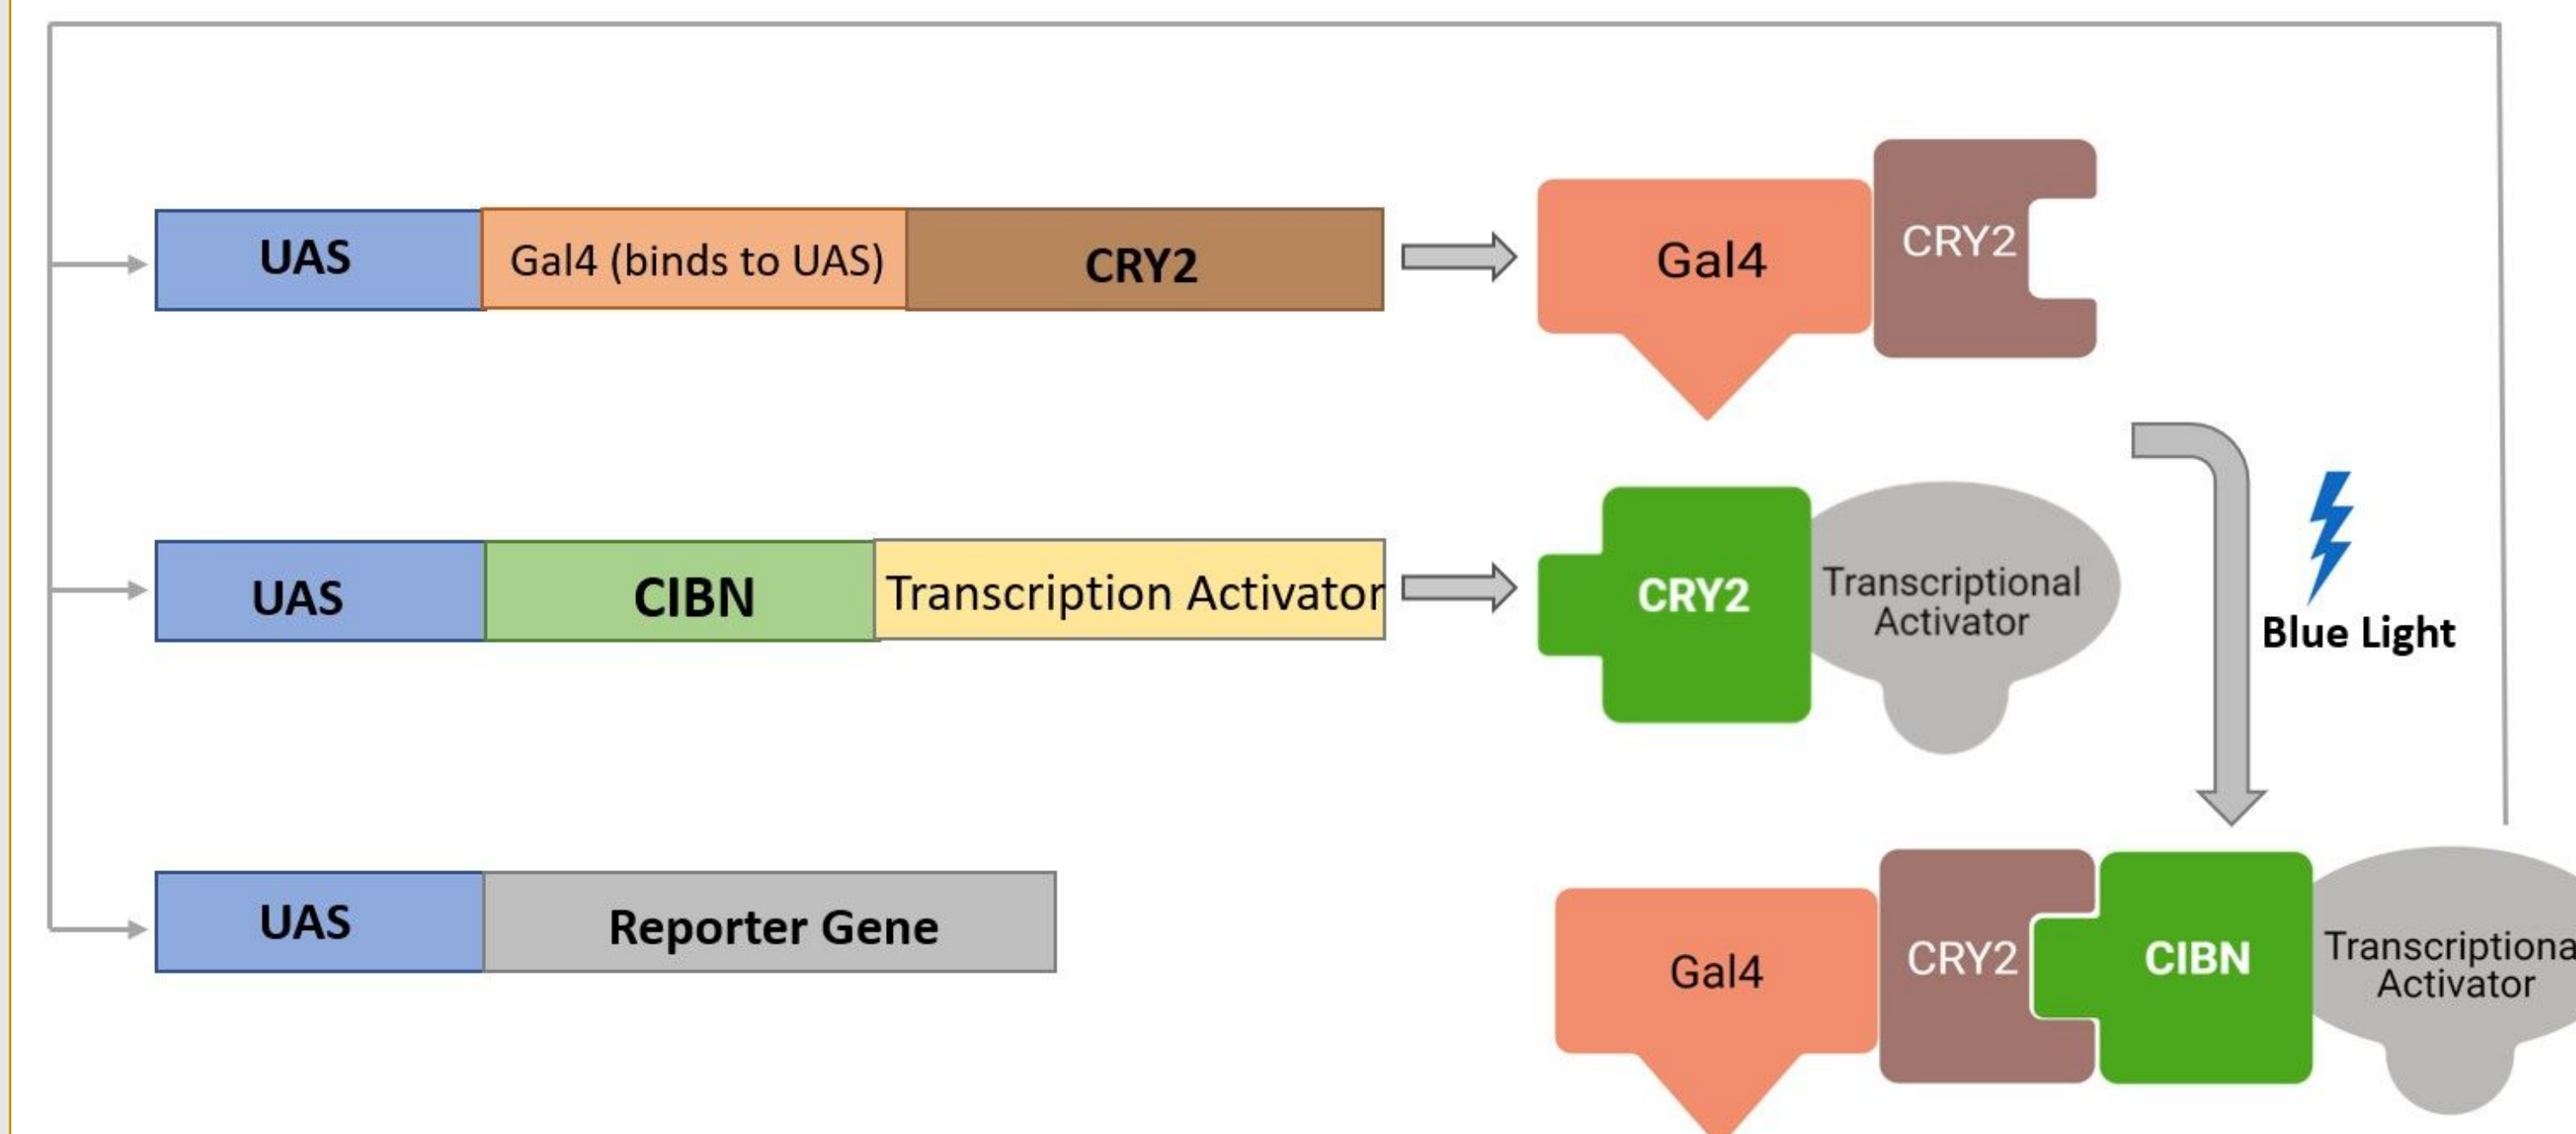 UAS
Gal4 (binds to UAS)
CRY2
Gal4
CRY2
UAS
CIBN
Transcription Activator
CRY2
Transcriptional
Activator
Blue Light
UAS
Reporter Gene
Gal4
CRY2
CIBN
Transcriptiona
Activator